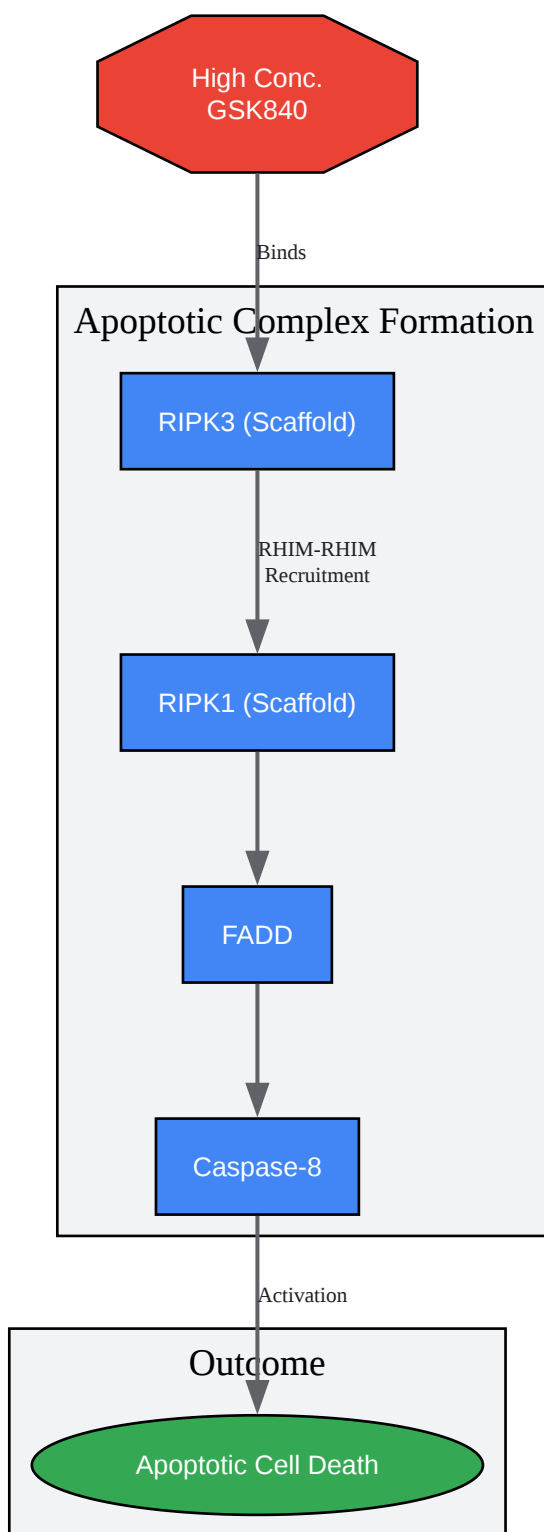 High Conc.
GSK840
Binds
Apoptotic Complex Formation
RIPK3 (Scaffold)
RHIM-RHIM
Recruitment
RIPK1 (Scaffold)
FADD
Caspase-8
Activation
Outcome
Apoptotic Cell Death